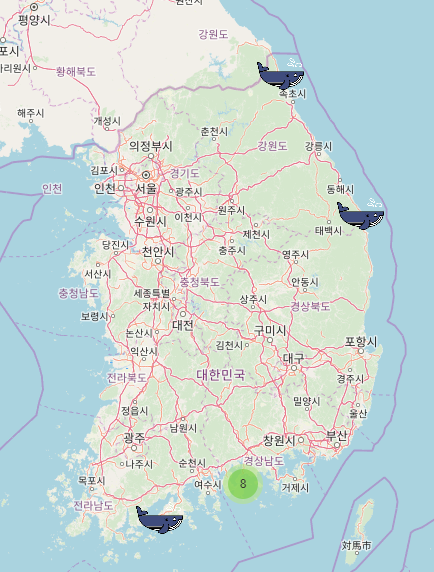 원산시
평양시
강원도
포시
리원시
황해북도
해주시
개성시
속초시
춘천시
의정부시
강원도
강릉시
김포시
경기도
인천
인천
서울
광주시
동해시
수원시
이천시
원주시
태백시
당진시
천안시
제천시
충주시
영주시
서산시
충청북도
안동시
충청남도
세종특별
자치시
상주시
경상북도
보령시
대전
논산시
구미시
김천시
포항시
익산시
대구
전라북도
대한민국
경주시
정읍시
밀양시
울산
남원시
광주
창원시
부산
나주시
순천시
경상남도
목포시
여수시
8
거제시
전라남도
対馬市